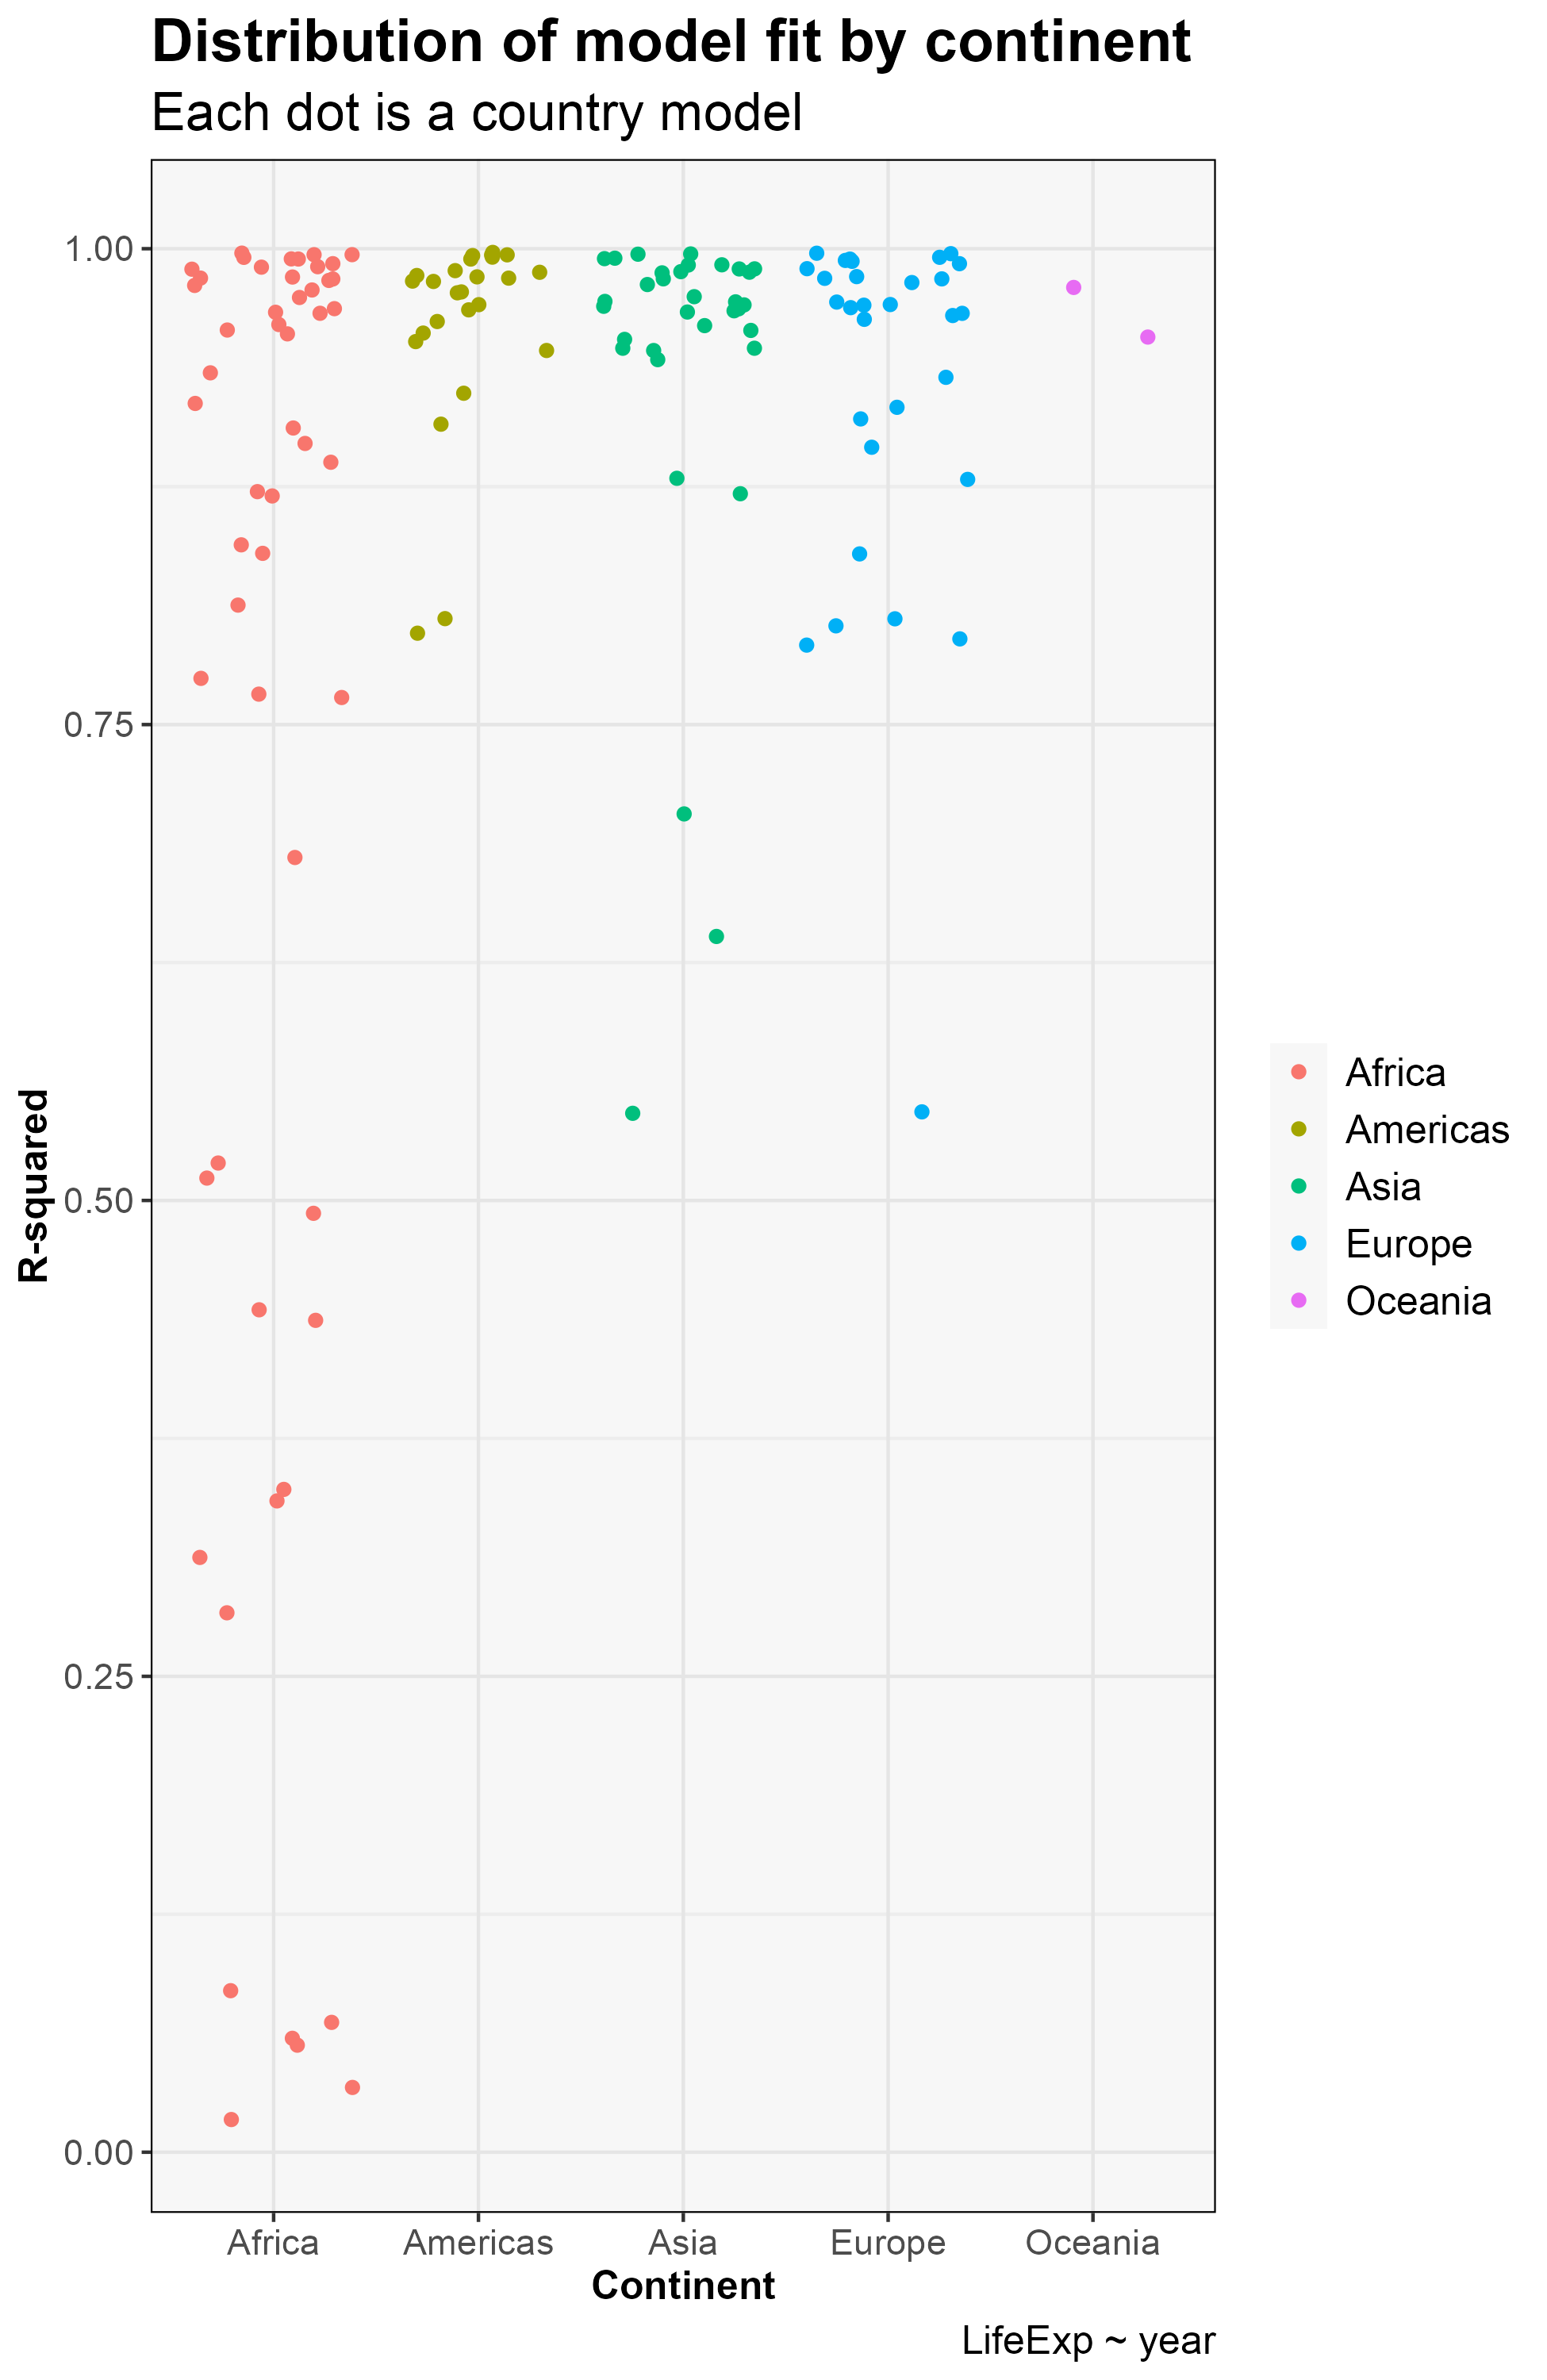 Distribution of model fit by continent
Each dot is a country model
1.00
0.75
0.50
0.25
0.00
R-squared
Africa
Americas
Asia
Europe
Oceania
Africa Americas Asia Europe Oceania
Continent
LifeExp ~ year